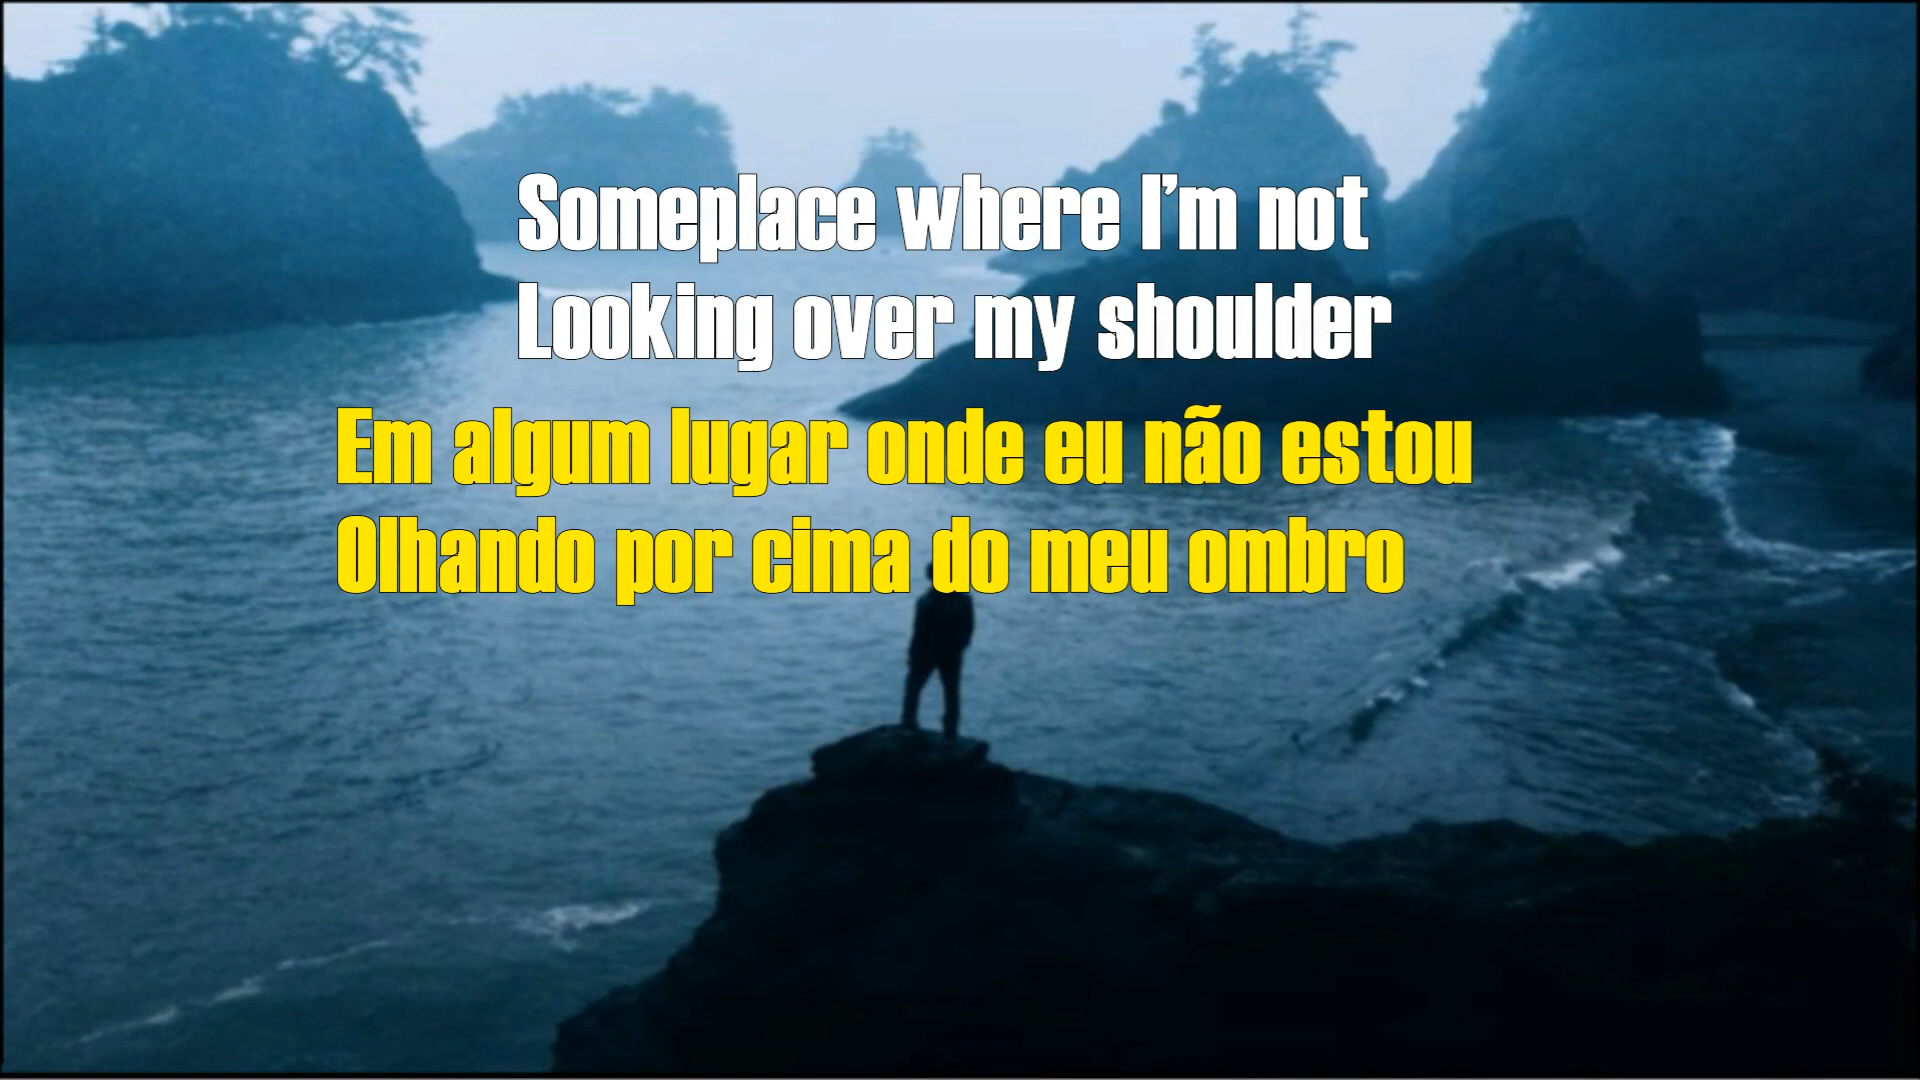 Someplace where I'm not
Looking over my shoulder
Em algum lugar onde eu não estou
Olhando por cima do meu ombro